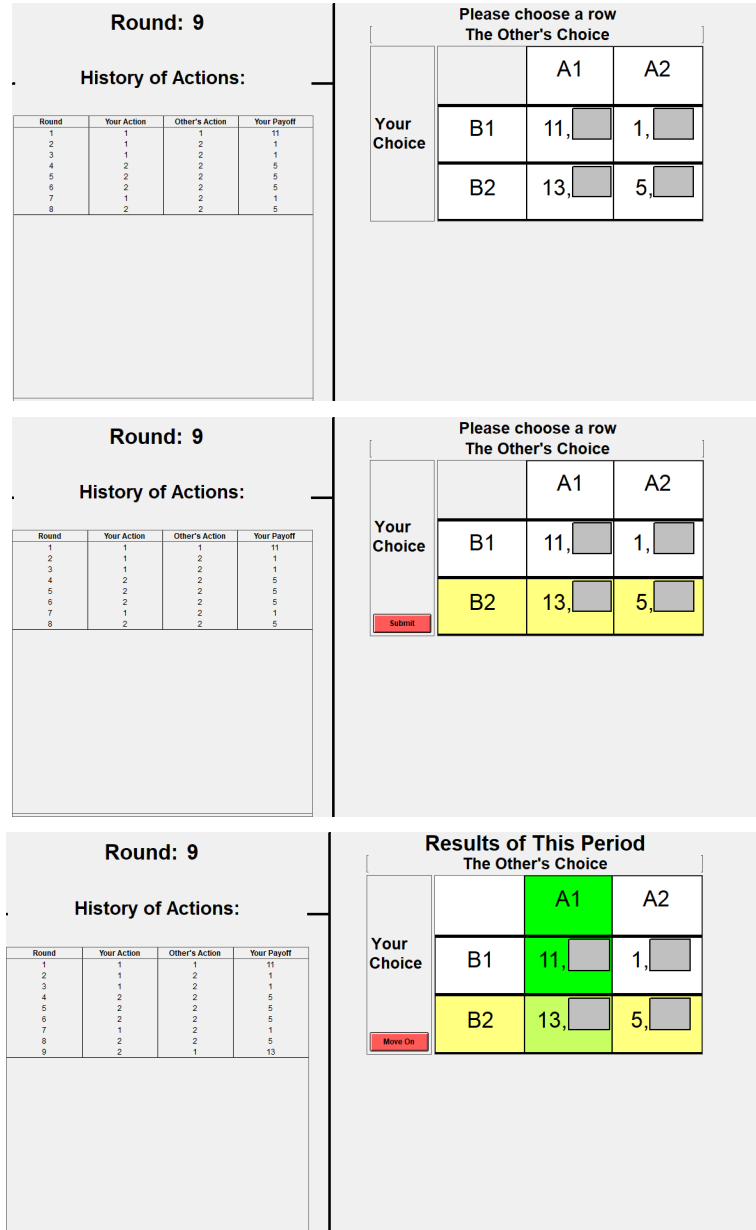 Round: 9
History of Actions:
Round Your Action Other's Action Your Payoff
1 1 1 11
2 1 2 1
3 1 2 1
4 2 2 5
5 2 2 5
6 2 2 5
7 1 2 1
8 2 2 5
Please choose a row
The Other's Choice
A1 A2
Your Choice
B1 11, 1,
B2 13, 5,
Round: 9
History of Actions:
Round Your Action Other's Action Your Payoff
1 1 1 11
2 1 2 1
3 1 2 1
4 2 2 5
5 2 2 5
6 2 2 5
7 1 2 1
8 2 2 5
Please choose a row
The Other's Choice
A1 A2
Your Choice
B1 11, 1,
B2 13, 5,
Submit
Round: 9
History of Actions:
Round Your Action Other's Action Your Payoff
1 1 1 11
2 1 2 1
3 1 2 1
4 2 2 5
5 2 2 5
6 2 2 5
7 1 2 1
8 2 2 5
9 2 1 13
Results of This Period
The Other's Choice
A1 A2
Your Choice
B1 11, 1,
B2 13, 5,
Move On